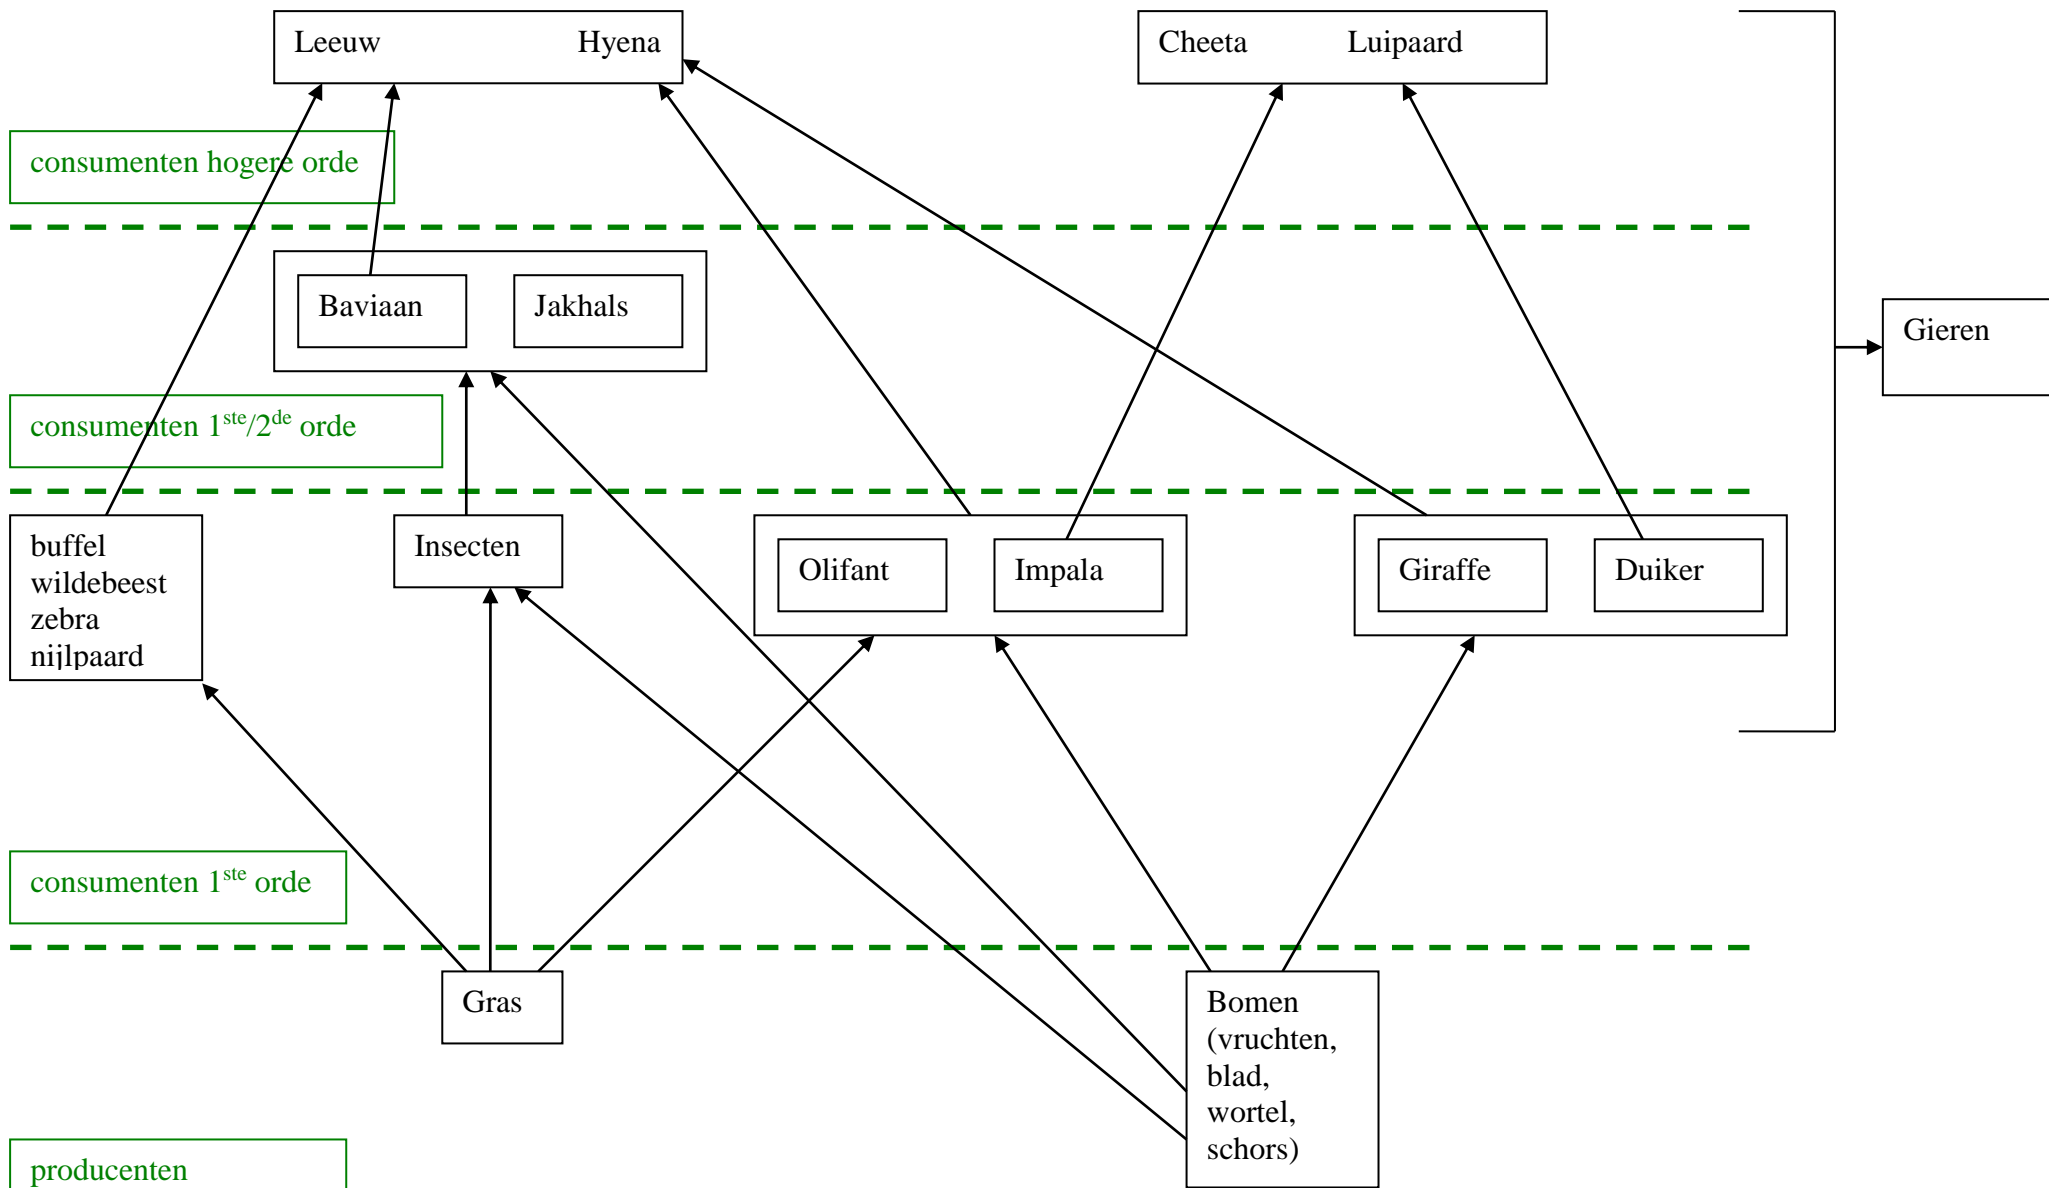 Leeuw Hyena
Cheeta Luipaard
consumenten hogere orde
Baviaan
Jakhals
Gieren
consumenten 1ste/2de orde
buffel
wildebeest
zebra
nijlpaard
Insecten
Olifant
Impala
Giraffe
Duiker
consumenten 1ste orde
Gras
Bomen
(vruchten,
blad,
wortel,
schors)
producenten